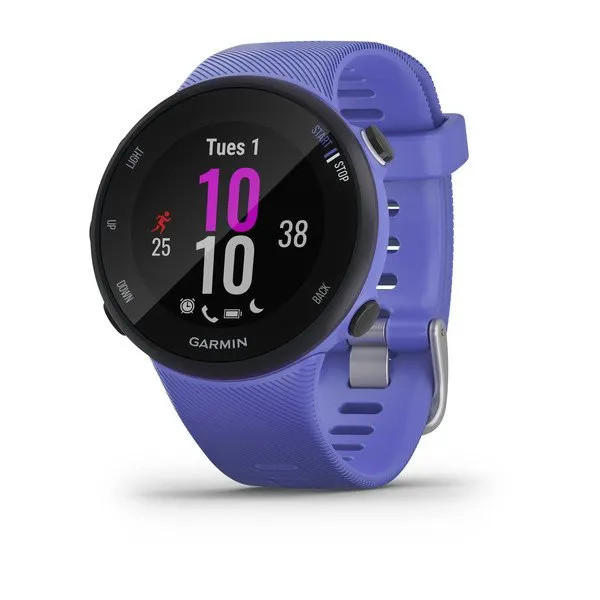 Tues 1
LIGHT
START
STOP
10
UP
25
38
10
DOWN
BACK
GARMIN